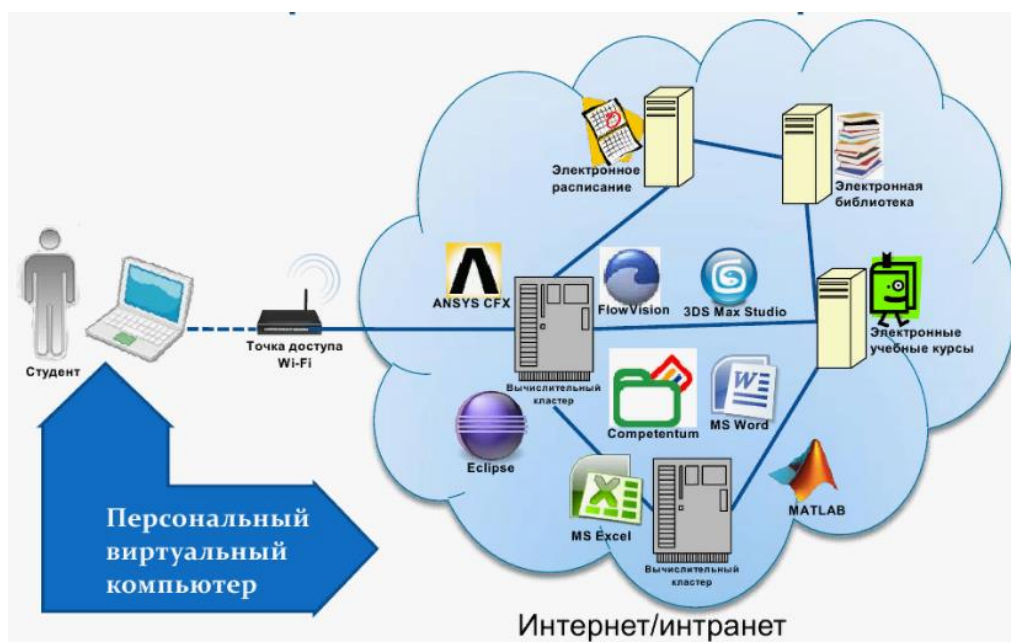 Электронное
расписание
Электронная
библиотека
ANSYS CFX
FlowVision
3DS Max Studio
Электронные
учебные курсы
Точка доступа
Wi-Fi
Студент
Вычислительный
кластер
Competentum
MS Word
Eclipse
MS Excel
MATLAB
Вычислительный
кластер
Персональный
виртуальный
компьютер
Интернет/интранет